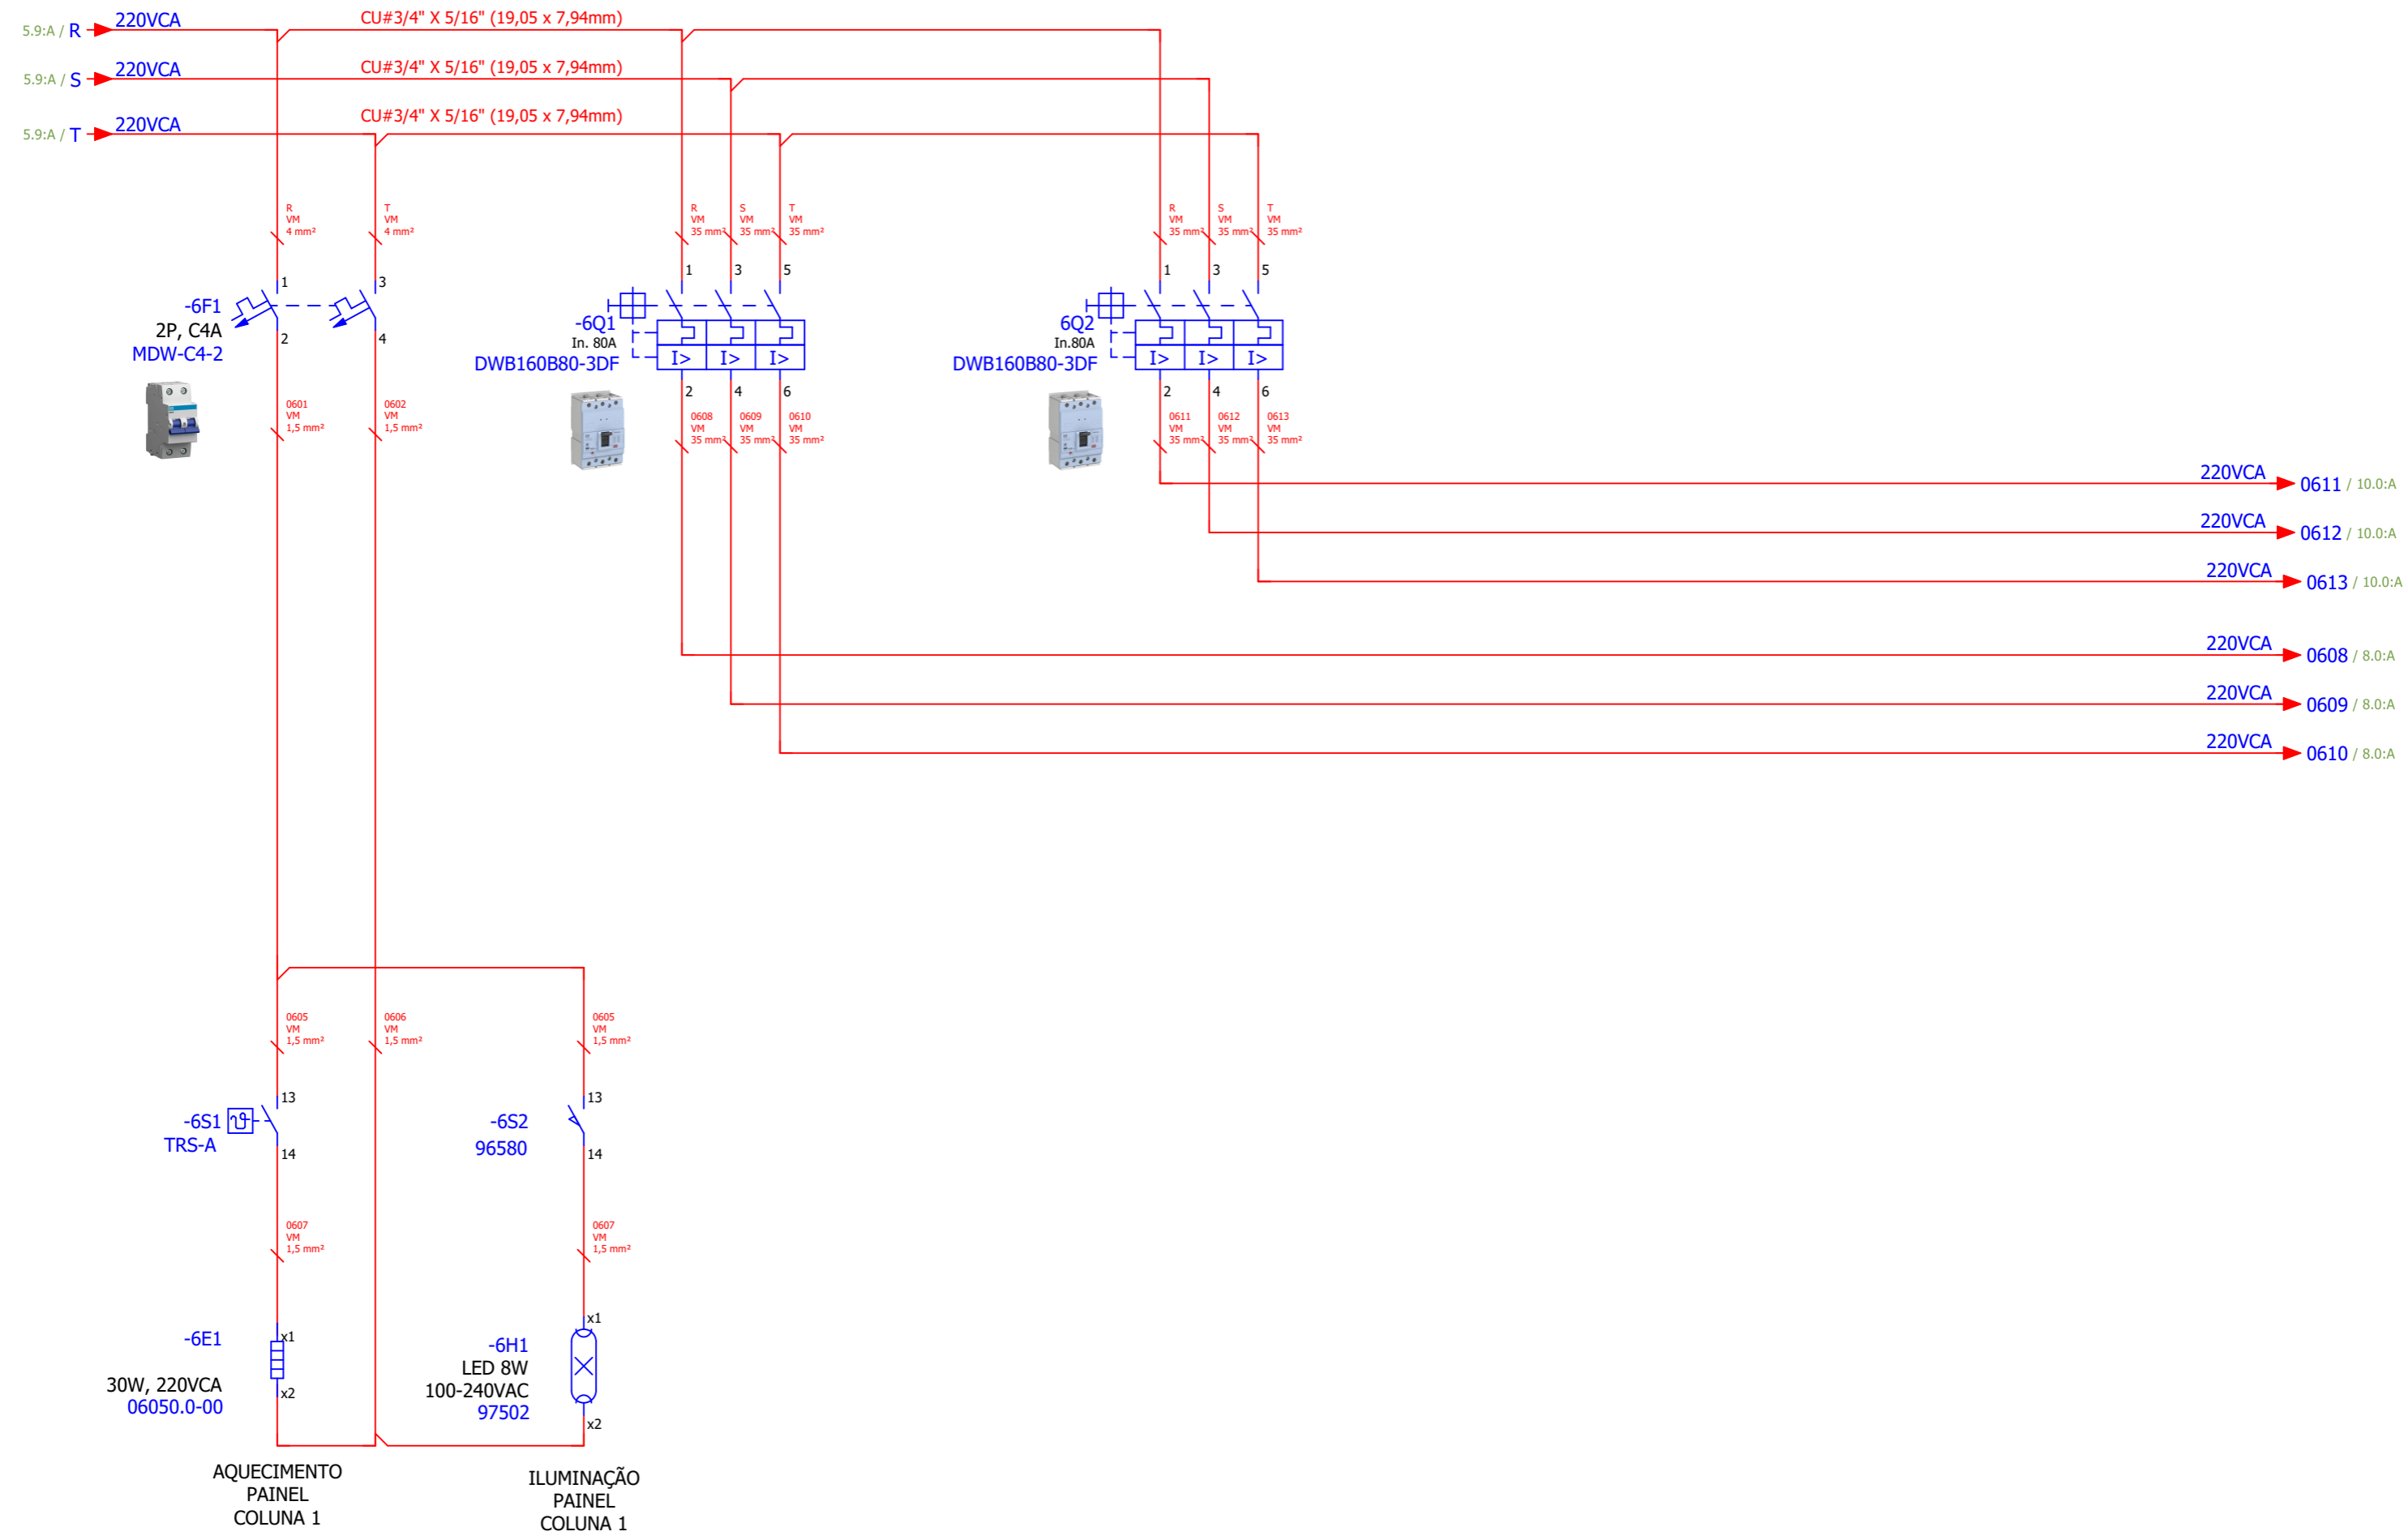 5.9:A / R 220VCA CU#3/4" X 5/16" (19,05 x 7,94mm)
5.9:A / S 220VCA CU#3/4" X 5/16" (19,05 x 7,94mm)
5.9:A / T 220VCA CU#3/4" X 5/16" (19,05 x 7,94mm)
R T R S T R S T
VM VM VM VM VM VM VM VM
4 mm² 4 mm² 35 mm² 35 mm² 35 mm² 35 mm² 35 mm² 35 mm²
1 3 1 3 5 1 3 5
-6F1
2P, C4A
MDW-C4-2
2 4
-6Q1
In. 80A
DWB160B80-3DF
I> I> I>
2 4 6
6Q2
In.80A
DWB160B80-3DF
I> I> I>
2 4 6
0601 0602 0608 0609 0610 0611 0612 0613
VM VM VM VM VM VM VM VM
1,5 mm² 1,5 mm² 35 mm² 35 mm² 35 mm² 35 mm² 35 mm² 35 mm²
220VCA 0611 / 10.0:A
220VCA 0612 / 10.0:A
220VCA 0613 / 10.0:A
220VCA 0608 / 8.0:A
220VCA 0609 / 8.0:A
220VCA 0610 / 8.0:A
0605 0606 0605
VM VM VM
1,5 mm² 1,5 mm² 1,5 mm²
13 13
-6S1
TRS-A
14
-6S2
96580
14
0607 0607
VM VM
1,5 mm² 1,5 mm²
x1
-6E1
30W, 220VCA
06050.0-00
x2
x1
-6H1
LED 8W
100-240VAC
97502
x2
AQUECIMENTO
PAINEL
COLUNA 1
ILUMINAÇÃO
PAINEL
COLUNA 1